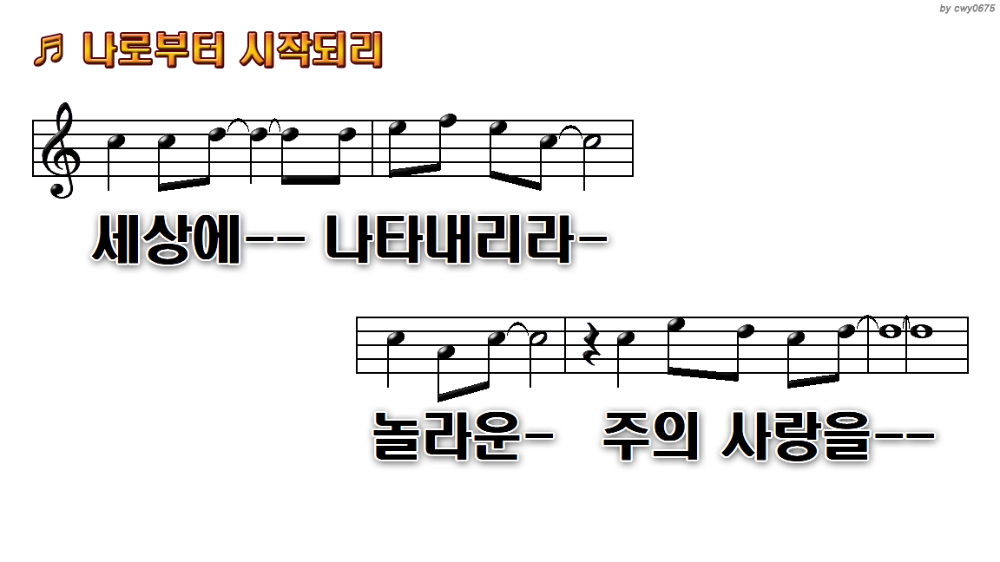 by cwy0675
♬ 나로부터 시작되리
세상에-- 나타내리라-
놀라운- 주의 사랑을--